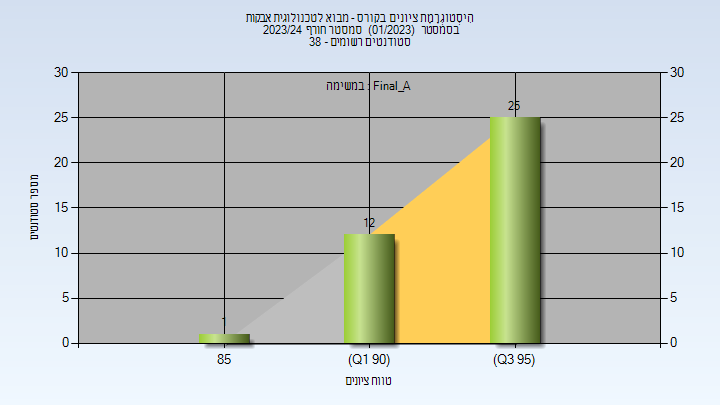 היסטוגרמת ציונים בקורס - מבוא לטכנולוגית אבקות
בסמסטר (01/2023) סמסטר חורף 2023/24
סטודנטים רשומים - 38
במשימה : Final_A
מספר סטודנטים
30
25
20
15
10
5
0
30
25
20
15
10
5
0
1
12
25
85
(Q1 90)
(Q3 95)
טווח ציונים